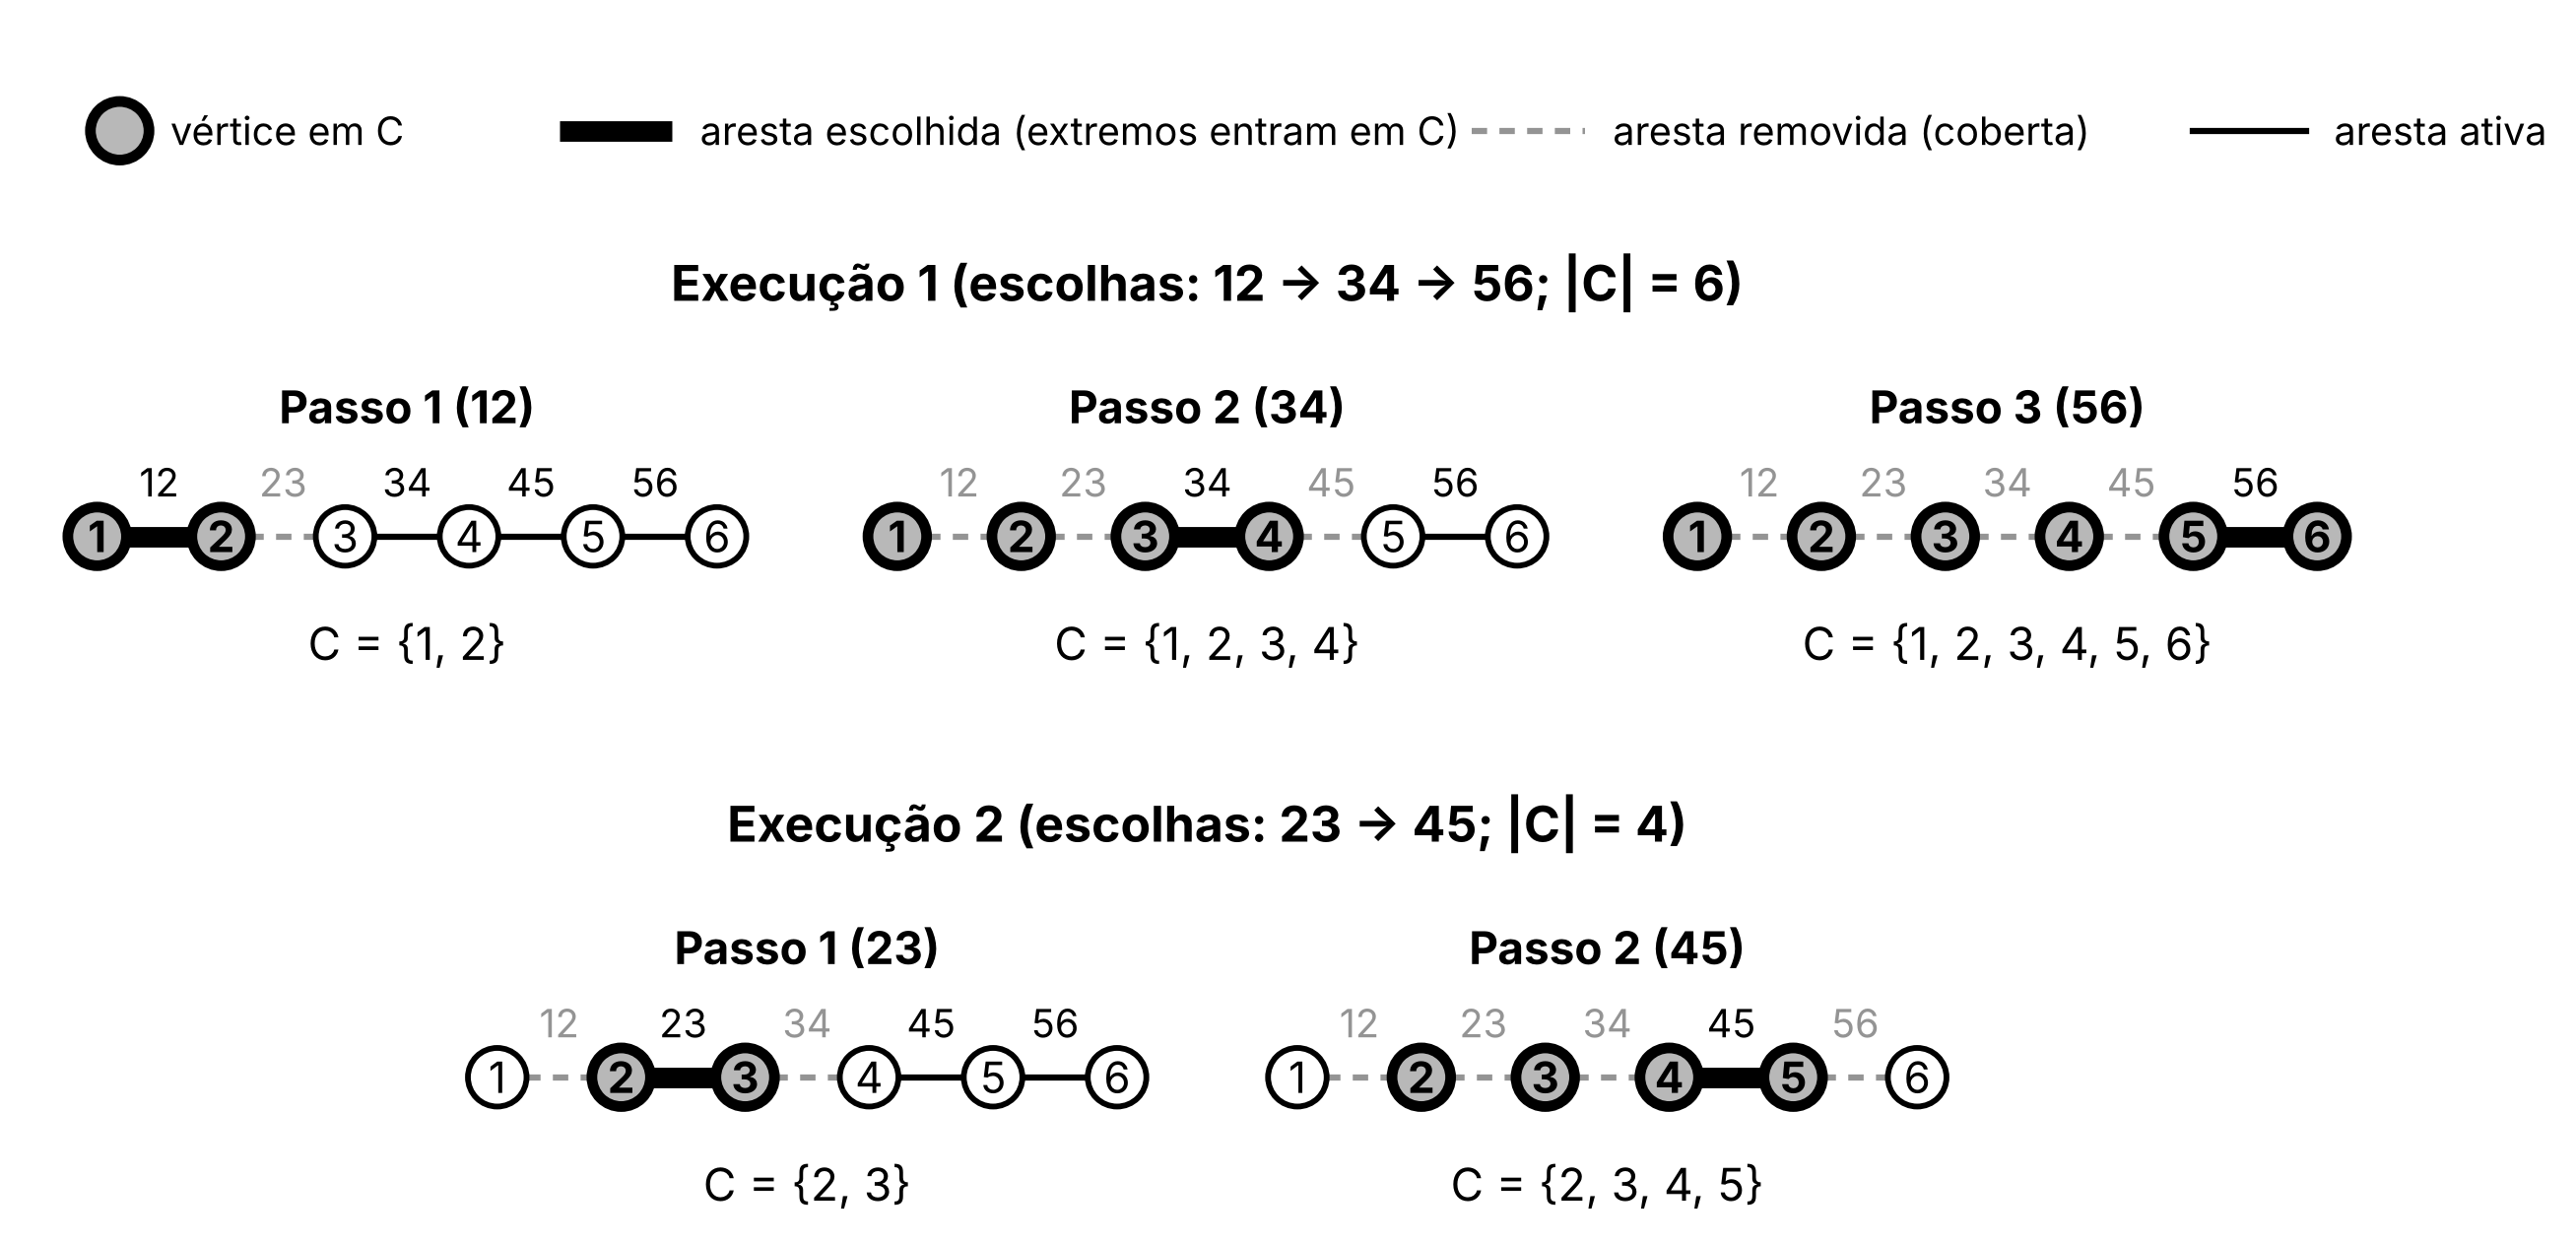 vértice em C aresta escolhida (extremos entram em C) aresta removida (coberta) aresta ativa
Execução 1 (escolhas: 12 → 34 → 56; |C| = 6)
Passo 1 (12) Passo 2 (34) Passo 3 (56)
12 23 34 45 56 12 23 34 45 56 12 23 34 45 56
1 2 3 4 5 6 1 2 3 4 5 6 1 2 3 4 5 6
C = {1, 2} C = {1, 2, 3, 4} C = {1, 2, 3, 4, 5, 6}
Execução 2 (escolhas: 23 → 45; |C| = 4)
Passo 1 (23) Passo 2 (45)
12 23 34 45 56 12 23 34 45 56
1 2 3 4 5 6 1 2 3 4 5 6
C = {2, 3} C = {2, 3, 4, 5}